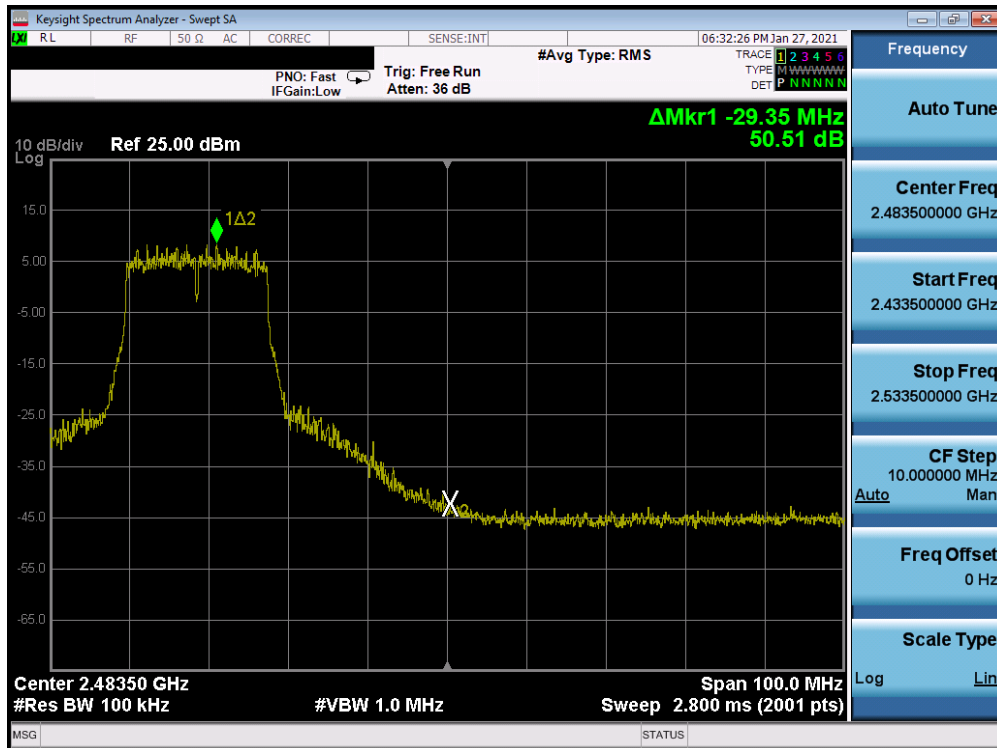 Keysight Spectrum Analyzer - Swept SA
LXI RL RF 50 Ω AC CORREC SENSE:INT 06:32:26 PM Jan 27, 2021
PNO: Fast Trig: Free Run #Avg Type: RMS TRACE 1 2 3 4 5 6
IFGain:Low Atten: 36 dB TYPE M WWWWW
DET P N N N N N
ΔMkr1 -29.35 MHz
50.51 dB
10 dB/div Ref 25.00 dBm
Log
15.0
1Δ2
5.00
-5.00
-15.0
-25.0
-35.0
-45.0
-55.0
-65.0
Center 2.48350 GHz Span 100.0 MHz
#Res BW 100 kHz #VBW 1.0 MHz Sweep 2.800 ms (2001 pts)
MSG STATUS
Frequency
Auto Tune
Center Freq
2.483500000 GHz
Start Freq
2.433500000 GHz
Stop Freq
2.533500000 GHz
CF Step
10.000000 MHz
Auto Man
Freq Offset
0 Hz
Scale Type
Log Lin